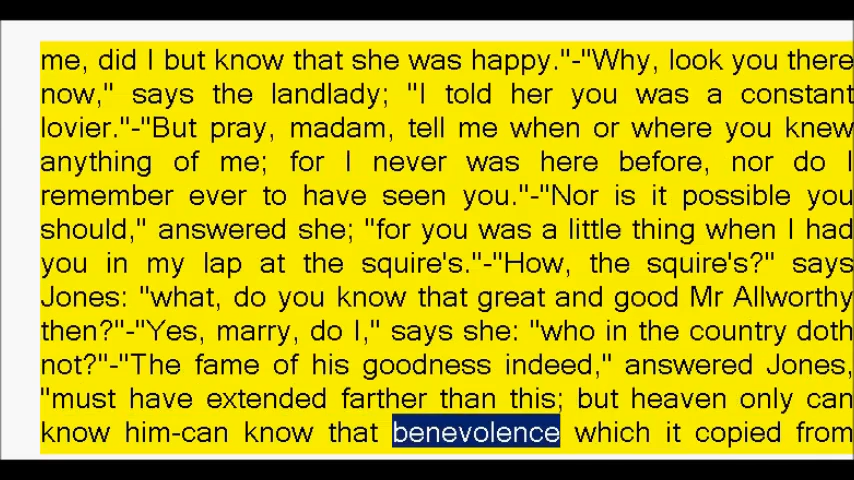 me, did I but know that she was happy."-"Why, look you there
now," says the landlady; "I told her you was a constant
lovier."-"But pray, madam, tell me when or where you knew
anything of me; for I never was here before, nor do I
remember ever to have seen you."-"Nor is it possible you
should," answered she; "for you was a little thing when I had
you in my lap at the squire's."-"How, the squire's?" says
Jones: "what, do you know that great and good Mr Allworthy
then?"-"Yes, marry, do I," says she: "who in the country doth
not?"-"The fame of his goodness indeed," answered Jones,
"must have extended farther than this; but heaven only can
know him-can know that benevolence which it copied from